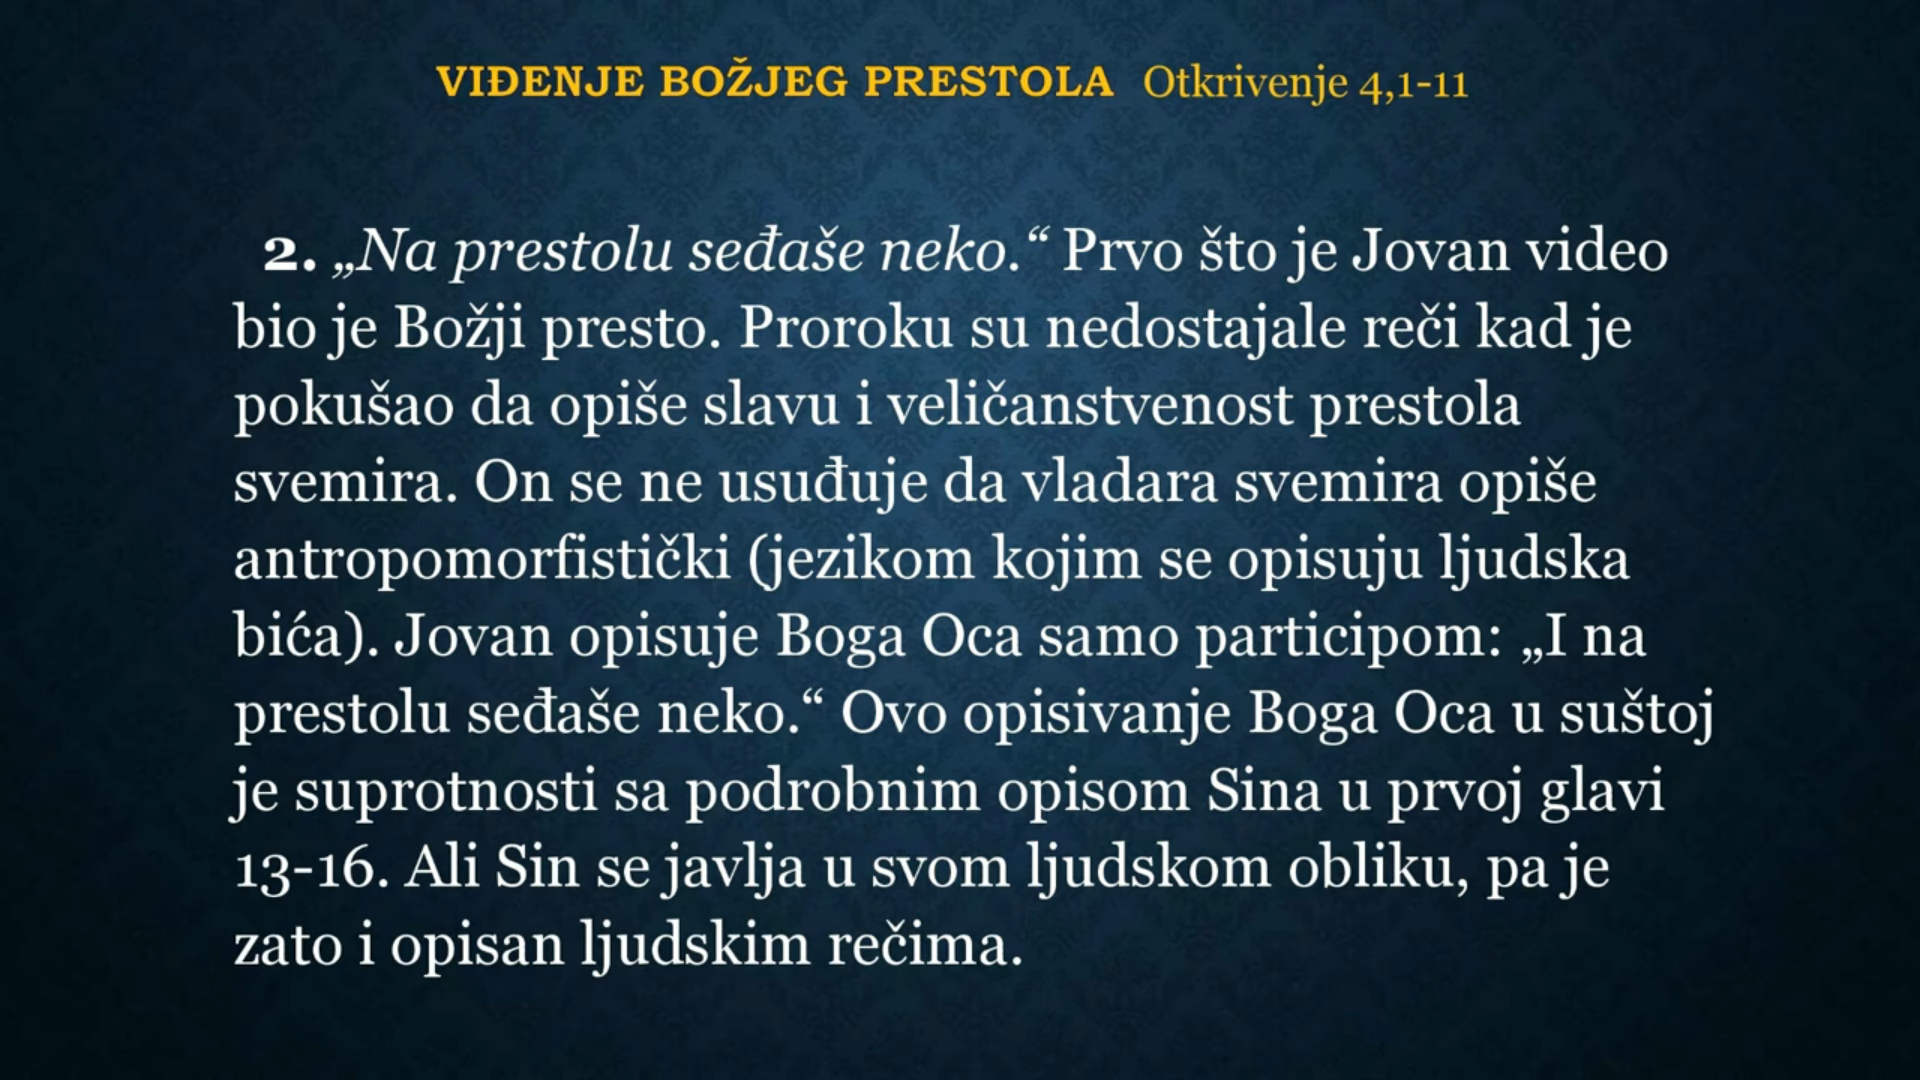 VIĐENJE BOŽJEG PRESTOLA Otkrivenje 4,1-11
2. „Na prestolu seđaše neko.“ Prvo što je Jovan video
bio je Božji presto. Proroku su nedostajale reči kad je
pokušao da opiše slavu i veličanstvenost prestola
svemira. On se ne usuđuje da vladara svemira opiše
antropomorfistički (jezikom kojim se opisuju ljudska
bića). Jovan opisuje Boga Oca samo participom: „I na
prestolu seđaše neko.“ Ovo opisivanje Boga Oca u suštoj
je suprotnosti sa podrobnim opisom Sina u prvoj glavi
13-16. Ali Sin se javlja u svom ljudskom obliku, pa je
zato i opisan ljudskim rečima.